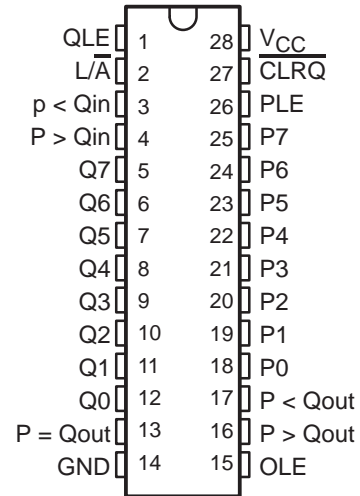 QLE 1 28 VCC
L/A̅ 2 27 C̅L̅R̅Q̅
p < Qin 3 26 PLE
P > Qin 4 25 P7
Q7 5 24 P6
Q6 6 23 P5
Q5 7 22 P4
Q4 8 21 P3
Q3 9 20 P2
Q2 10 19 P1
Q1 11 18 P0
Q0 12 17 P < Qout
P = Qout 13 16 P > Qout
GND 14 15 OLE